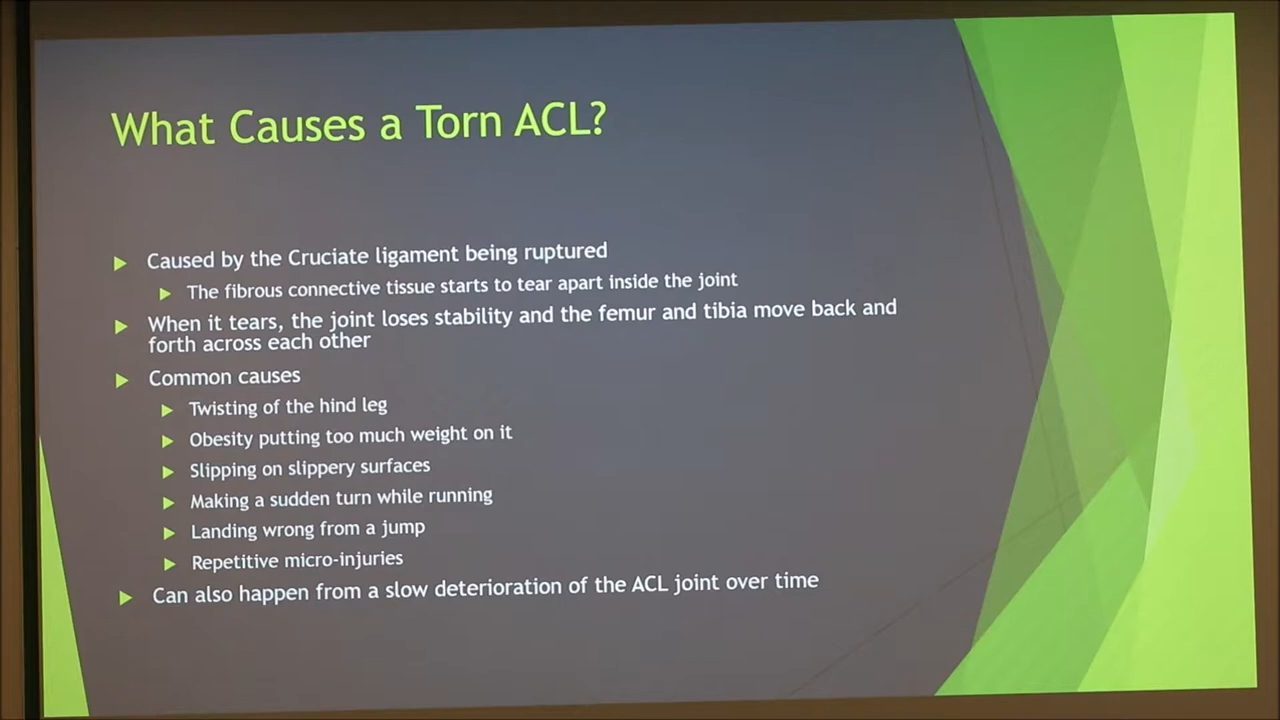 What Causes a Torn ACL?
Caused by the Cruciate ligament being ruptured
The fibrous connective tissue starts to tear apart inside the joint
When it tears, the joint loses stability and the femur and tibia move back and
forth across each other
Common causes
Twisting of the hind leg
Obesity putting too much weight on it
Slipping on slippery surfaces
Making a sudden turn while running
Landing wrong from a jump
Repetitive micro-injuries
Can also happen from a slow deterioration of the ACL joint over time